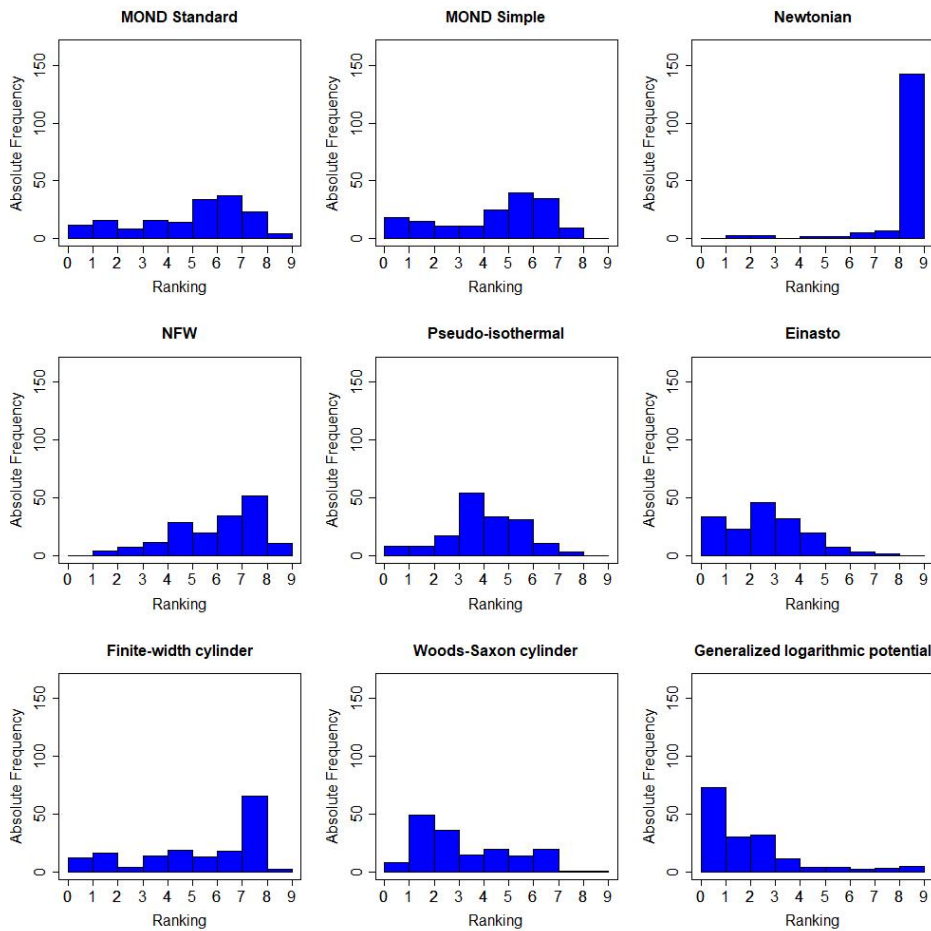 MOND Standard
Absolute Frequency
0 50 100 150
0 1 2 3 4 5 6 7 8 9
Ranking
MOND Simple
Absolute Frequency
0 50 100 150
0 1 2 3 4 5 6 7 8 9
Ranking
Newtonian
Absolute Frequency
0 50 100 150
0 1 2 3 4 5 6 7 8 9
Ranking
NFW
Absolute Frequency
0 50 100 150
0 1 2 3 4 5 6 7 8 9
Ranking
Pseudo-isothermal
Absolute Frequency
0 50 100 150
0 1 2 3 4 5 6 7 8 9
Ranking
Einasto
Absolute Frequency
0 50 100 150
0 1 2 3 4 5 6 7 8 9
Ranking
Finite-width cylinder
Absolute Frequency
0 50 100 150
0 1 2 3 4 5 6 7 8 9
Ranking
Woods-Saxon cylinder
Absolute Frequency
0 50 100 150
0 1 2 3 4 5 6 7 8 9
Ranking
Generalized logarithmic potential
Absolute Frequency
0 50 100 150
0 1 2 3 4 5 6 7 8 9
Ranking